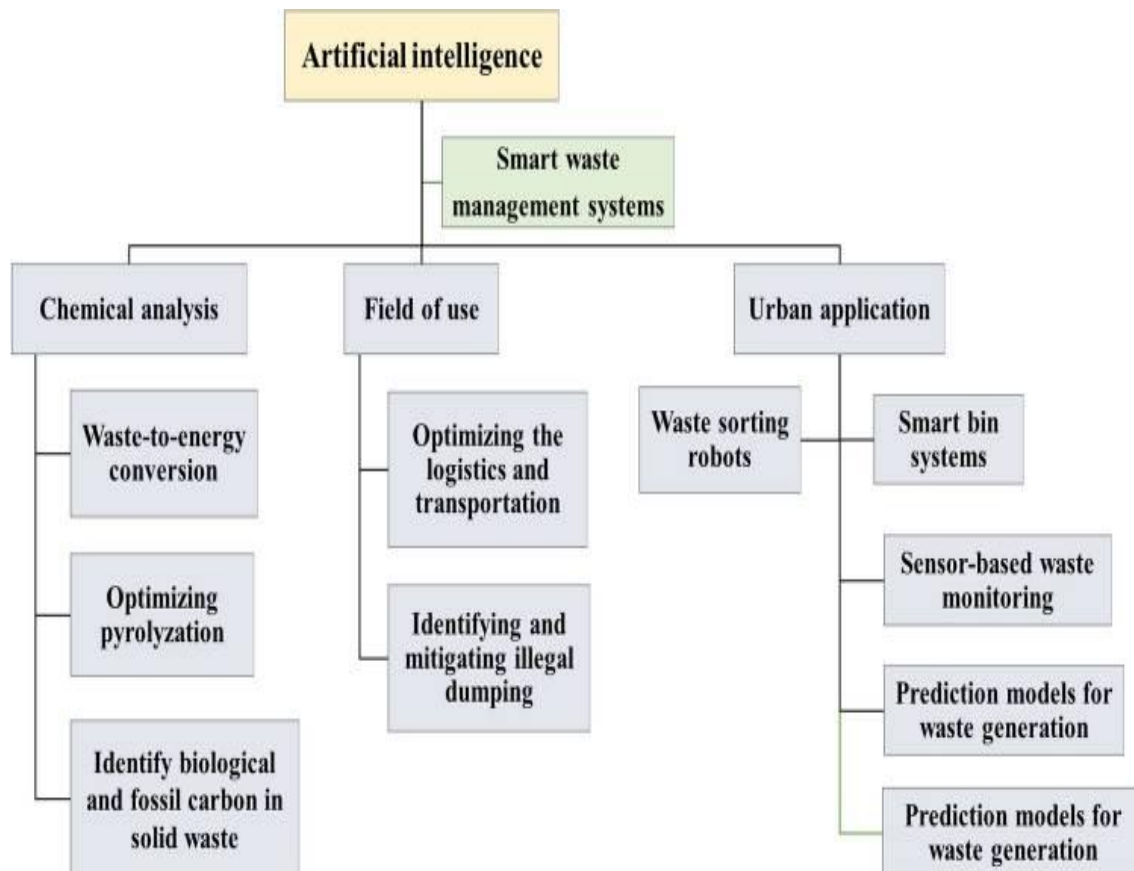 Artificial intelligence
Smart waste
management systems
Chemical analysis
Field of use
Urban application
Waste-to-energy
conversion
Optimizing
pyrolyzation
Identify biological
and fossil carbon in
solid waste
Optimizing the
logistics and
transportation
Identifying and
mitigating illegal
dumping
Waste sorting
robots
Smart bin
systems
Sensor-based waste
monitoring
Prediction models for
waste generation
Prediction models for
waste generation